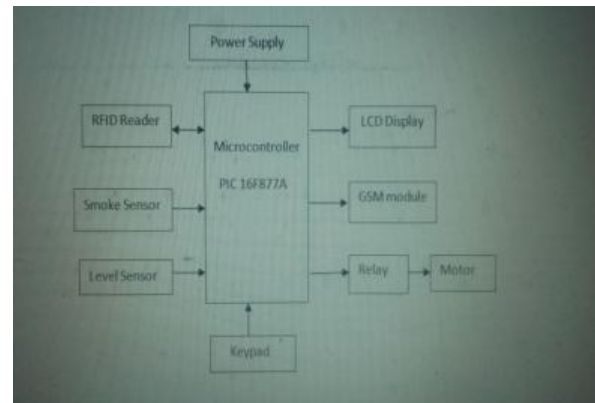 Power Supply
RFID Reader
LCD Display
Microcontroller
PIC 16F877A
Smoke Sensor
GSM module
Level Sensor
Relay
Motor
Keypad